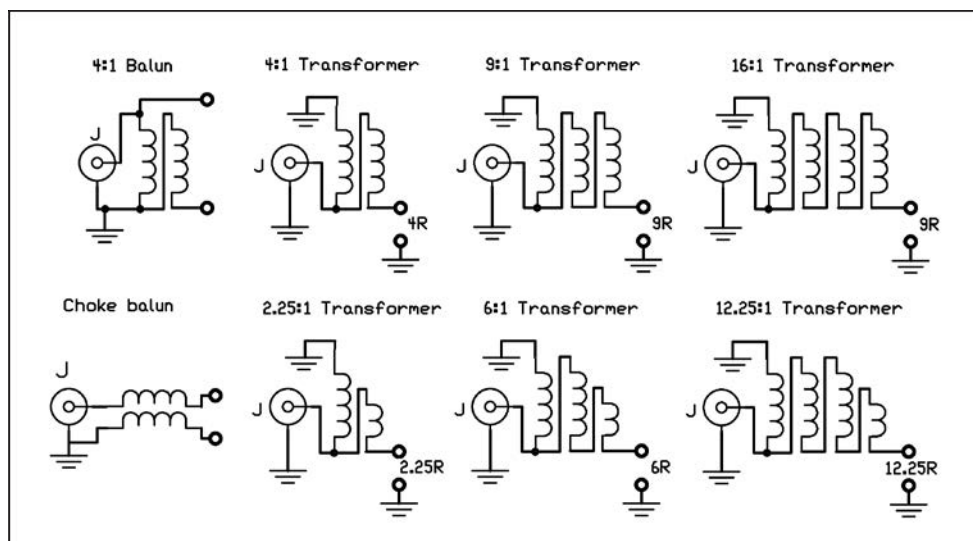 4:1 Balun
4:1 Transformer
9:1 Transformer
16:1 Transformer
J
J
J
J
4R
9R
9R
Choke balun
2.25:1 Transformer
6:1 Transformer
12.25:1 Transformer
J
J
J
J
2.25R
6R
12.25R